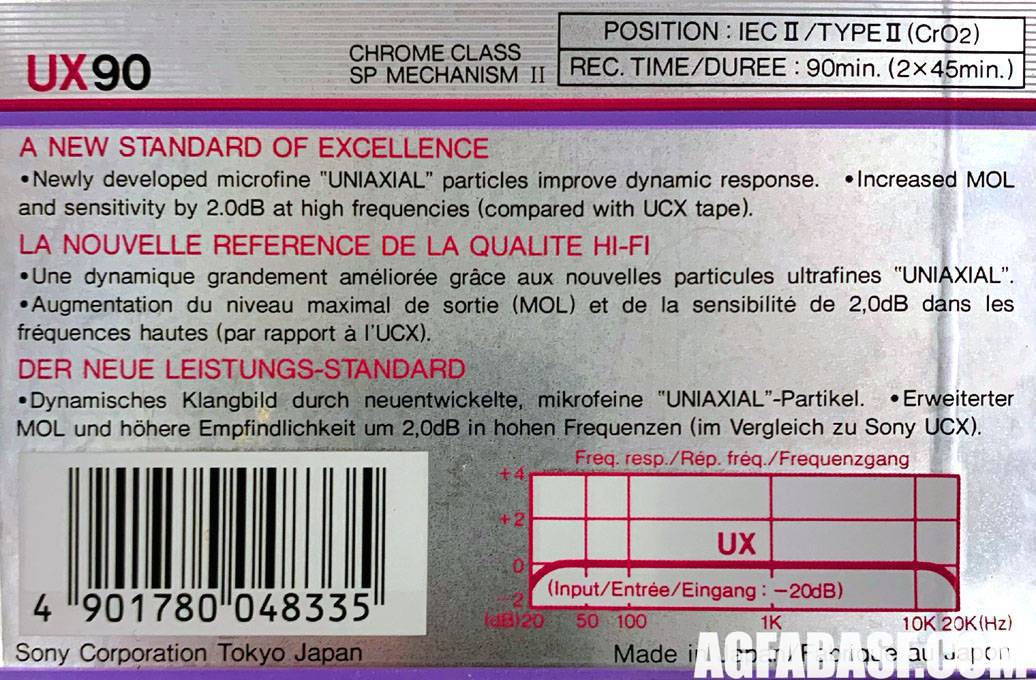 UX90
CHROME CLASS
SP MECHANISM II
POSITION : IEC II/TYPE II (CrO2)
REC. TIME/DUREE : 90min. (2×45min.)
A NEW STANDARD OF EXCELLENCE
•Newly developed microfine "UNIAXIAL" particles improve dynamic response. •Increased MOL
and sensitivity by 2.0dB at high frequencies (compared with UCX tape).
LA NOUVELLE REFERENCE DE LA QUALITE HI-FI
•Une dynamique grandement améliorée grâce aux nouvelles particules ultrafines "UNIAXIAL".
•Augmentation du niveau maximal de sortie (MOL) et de la sensibilité de 2,0dB dans les
fréquences hautes (par rapport à l'UCX).
DER NEUE LEISTUNGS-STANDARD
•Dynamisches Klangbild durch neuentwickelte, mikrofeine "UNIAXIAL"-Partikel. •Erweiterter
MOL und höhere Empfindlichkeit um 2,0dB in hohen Frequenzen (im Vergleich zu Sony UCX).
Freq. resp./Rép. fréq./Frequenzgang
+4
+2
UX
0
(Input/Entrée/Eingang : −20dB)
−2
(dB)20 50 100 1K 10K 20K(Hz)
4 901780 048335
Sony Corporation Tokyo Japan
Made in Japan/Fabriqué au Japon
AGFABASF.COM